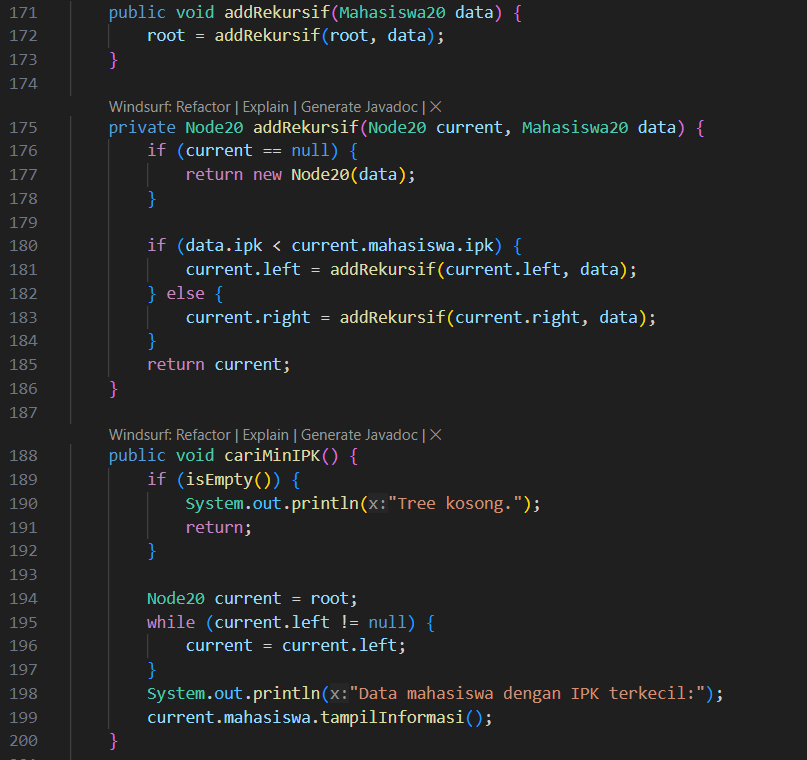 171 public void addRekursif(Mahasiswa20 data) {
172 root = addRekursif(root, data);
173 }
174
Windsurf: Refactor | Explain | Generate Javadoc | ✕
175 private Node20 addRekursif(Node20 current, Mahasiswa20 data) {
176 if (current == null) {
177 return new Node20(data);
178 }
179
180 if (data.ipk < current.mahasiswa.ipk) {
181 current.left = addRekursif(current.left, data);
182 } else {
183 current.right = addRekursif(current.right, data);
184 }
185 return current;
186 }
187
Windsurf: Refactor | Explain | Generate Javadoc | ✕
188 public void cariMinIPK() {
189 if (isEmpty()) {
190 System.out.println(x:"Tree kosong.");
191 return;
192 }
193
194 Node20 current = root;
195 while (current.left != null) {
196 current = current.left;
197 }
198 System.out.println(x:"Data mahasiswa dengan IPK terkecil:");
199 current.mahasiswa.tampilInformasi();
200 }